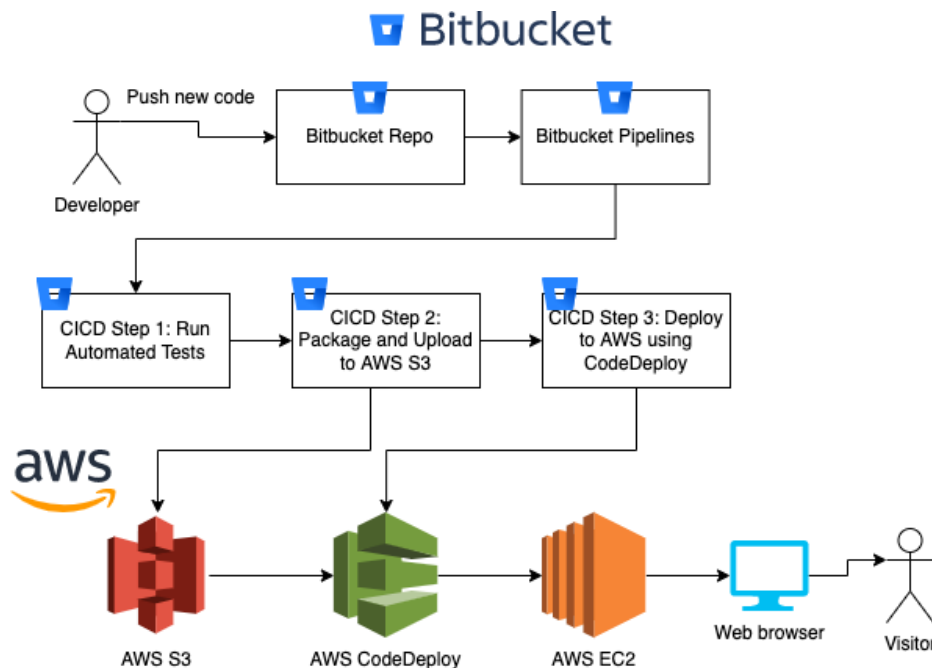 Bitbucket
Push new code
Bitbucket Repo
Bitbucket Pipelines
Developer
CICD Step 1: Run
Automated Tests
CICD Step 2:
Package and Upload
to AWS S3
CICD Step 3: Deploy
to AWS using
CodeDeploy
aws
AWS S3
AWS CodeDeploy
AWS EC2
Web browser
Visitor